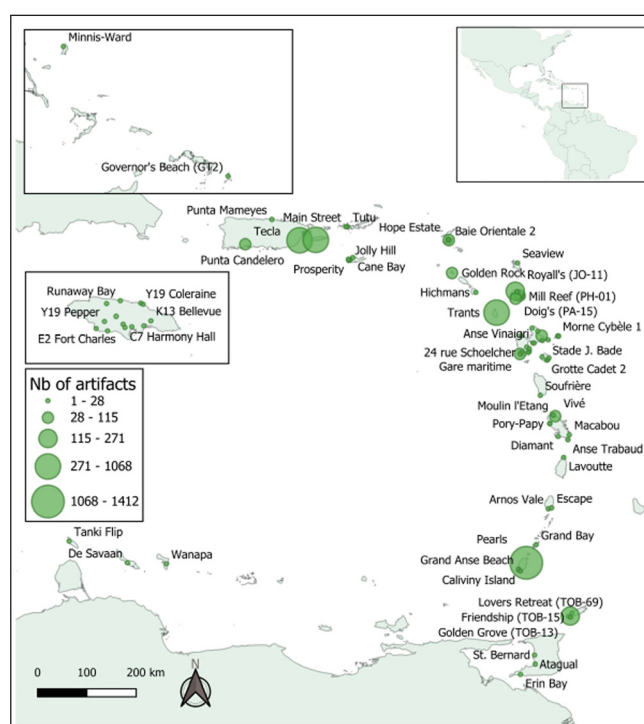 Minnis-Ward
Governor's Beach (GT2)
Punta Mameyes
Main Street
Tutu
Hope Estate
Baie Orientale 2
Tecla
Seaview
Jolly Hill
Punta Candelero
Prosperity
Cane Bay
Golden Rock
Royall's (JO-11)
Runaway Bay
Y19 Coleraine
Hichmans
Mill Reef (PH-01)
Y19 Pepper
K13 Bellevue
Trants
Doig's (PA-15)
E2 Fort Charles
C7 Harmony Hall
Anse Vinaign
Morne Cybèle 1
24 rue Schoelcher
Stade J. Bade
Gare maritime
Grotte Cadet 2
Nb of artifacts
1 - 28
28 - 115
115 - 271
271 - 1068
1068 - 1412
Soufrière
Moulin l'Etang
Vivé
Pory-Papy
Macabou
Diamant
Anse Trabaud
Lavoutte
Arnos Vale
Escape
Tanki Flip
Pearls
Grand Bay
De Savaan
Wanapa
Grand Anse Beach
Caliviny Island
Lovers Retreat (TOB-69)
Friendship (TOB-15)
Golden Grove (TOB-13)
St. Bernard
Atagual
Erin Bay
N
0 100 200 km